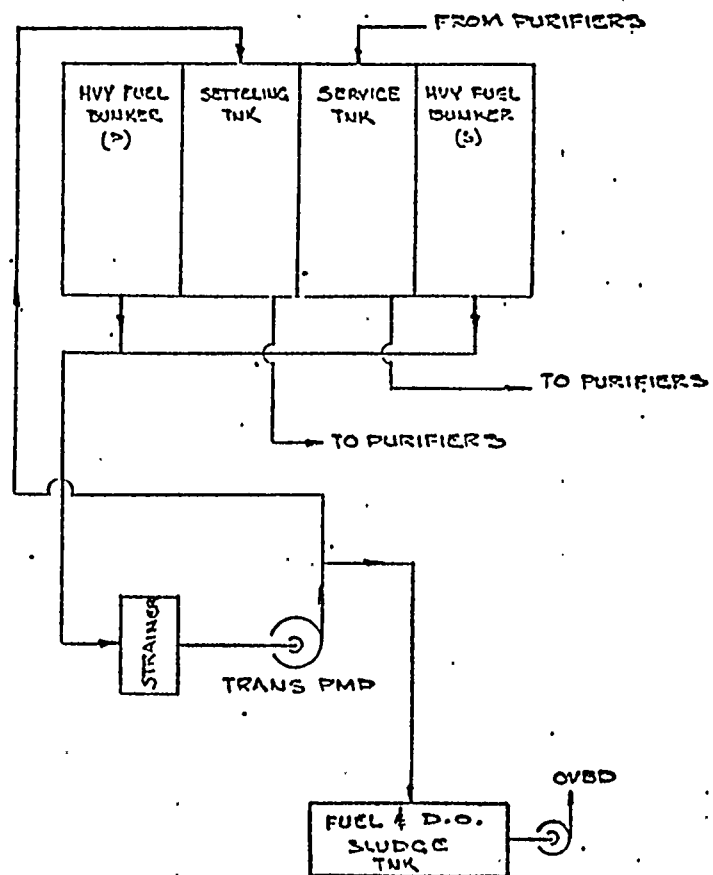 FROM PURIFIERS
HVY FUEL
BUNKER
(P)
SETTELING
TNK
SERVICE
TNK
HVY FUEL
BUNKER
(S)
TO PURIFIERS
TO PURIFIERS
STRAINER
TRANS PMP
OVBD
FUEL & D.O.
SLUDGE
TNK